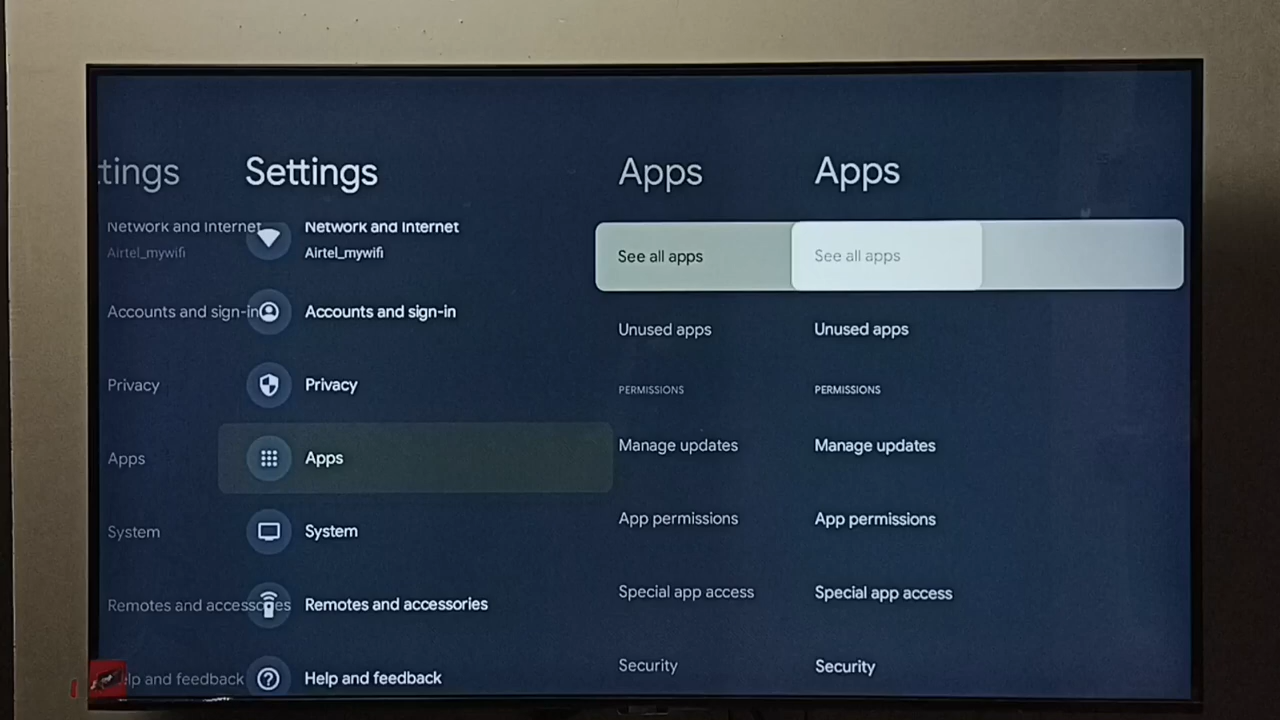 tings
Settings
Apps
Apps
Network and Internet
Airtel_mywifi
Network and Internet
Airtel_mywifi
See all apps
See all apps
Accounts and sign-in
Accounts and sign-in
Unused apps
Unused apps
Privacy
Privacy
PERMISSIONS
PERMISSIONS
Manage updates
Manage updates
Apps
Apps
App permissions
App permissions
System
System
Special app access
Special app access
Remotes and accessories
Remotes and accessories
Security
Security
lp and feedback
Help and feedback